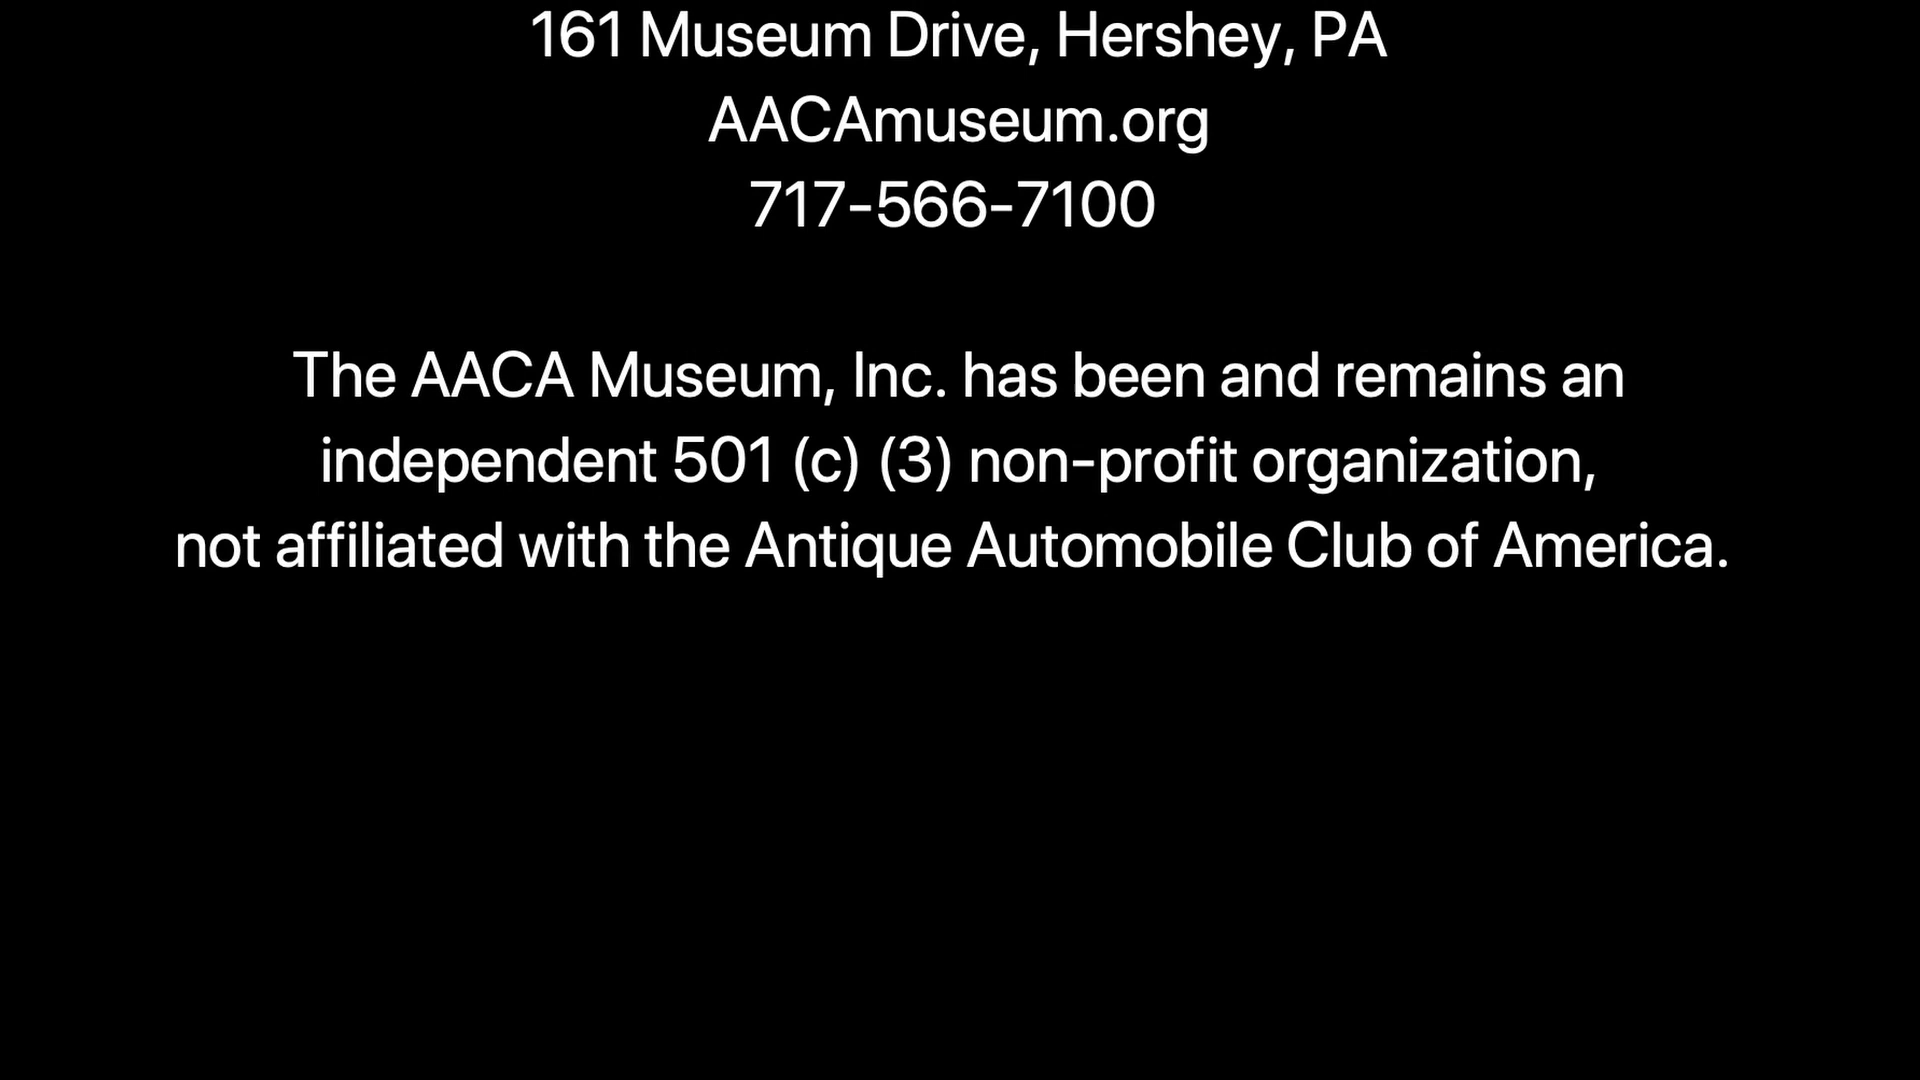 161 Museum Drive, Hershey, PA
AACAmuseum.org
717-566-7100
The AACA Museum, Inc. has been and remains an
independent 501 (c) (3) non-profit organization,
not affiliated with the Antique Automobile Club of America.